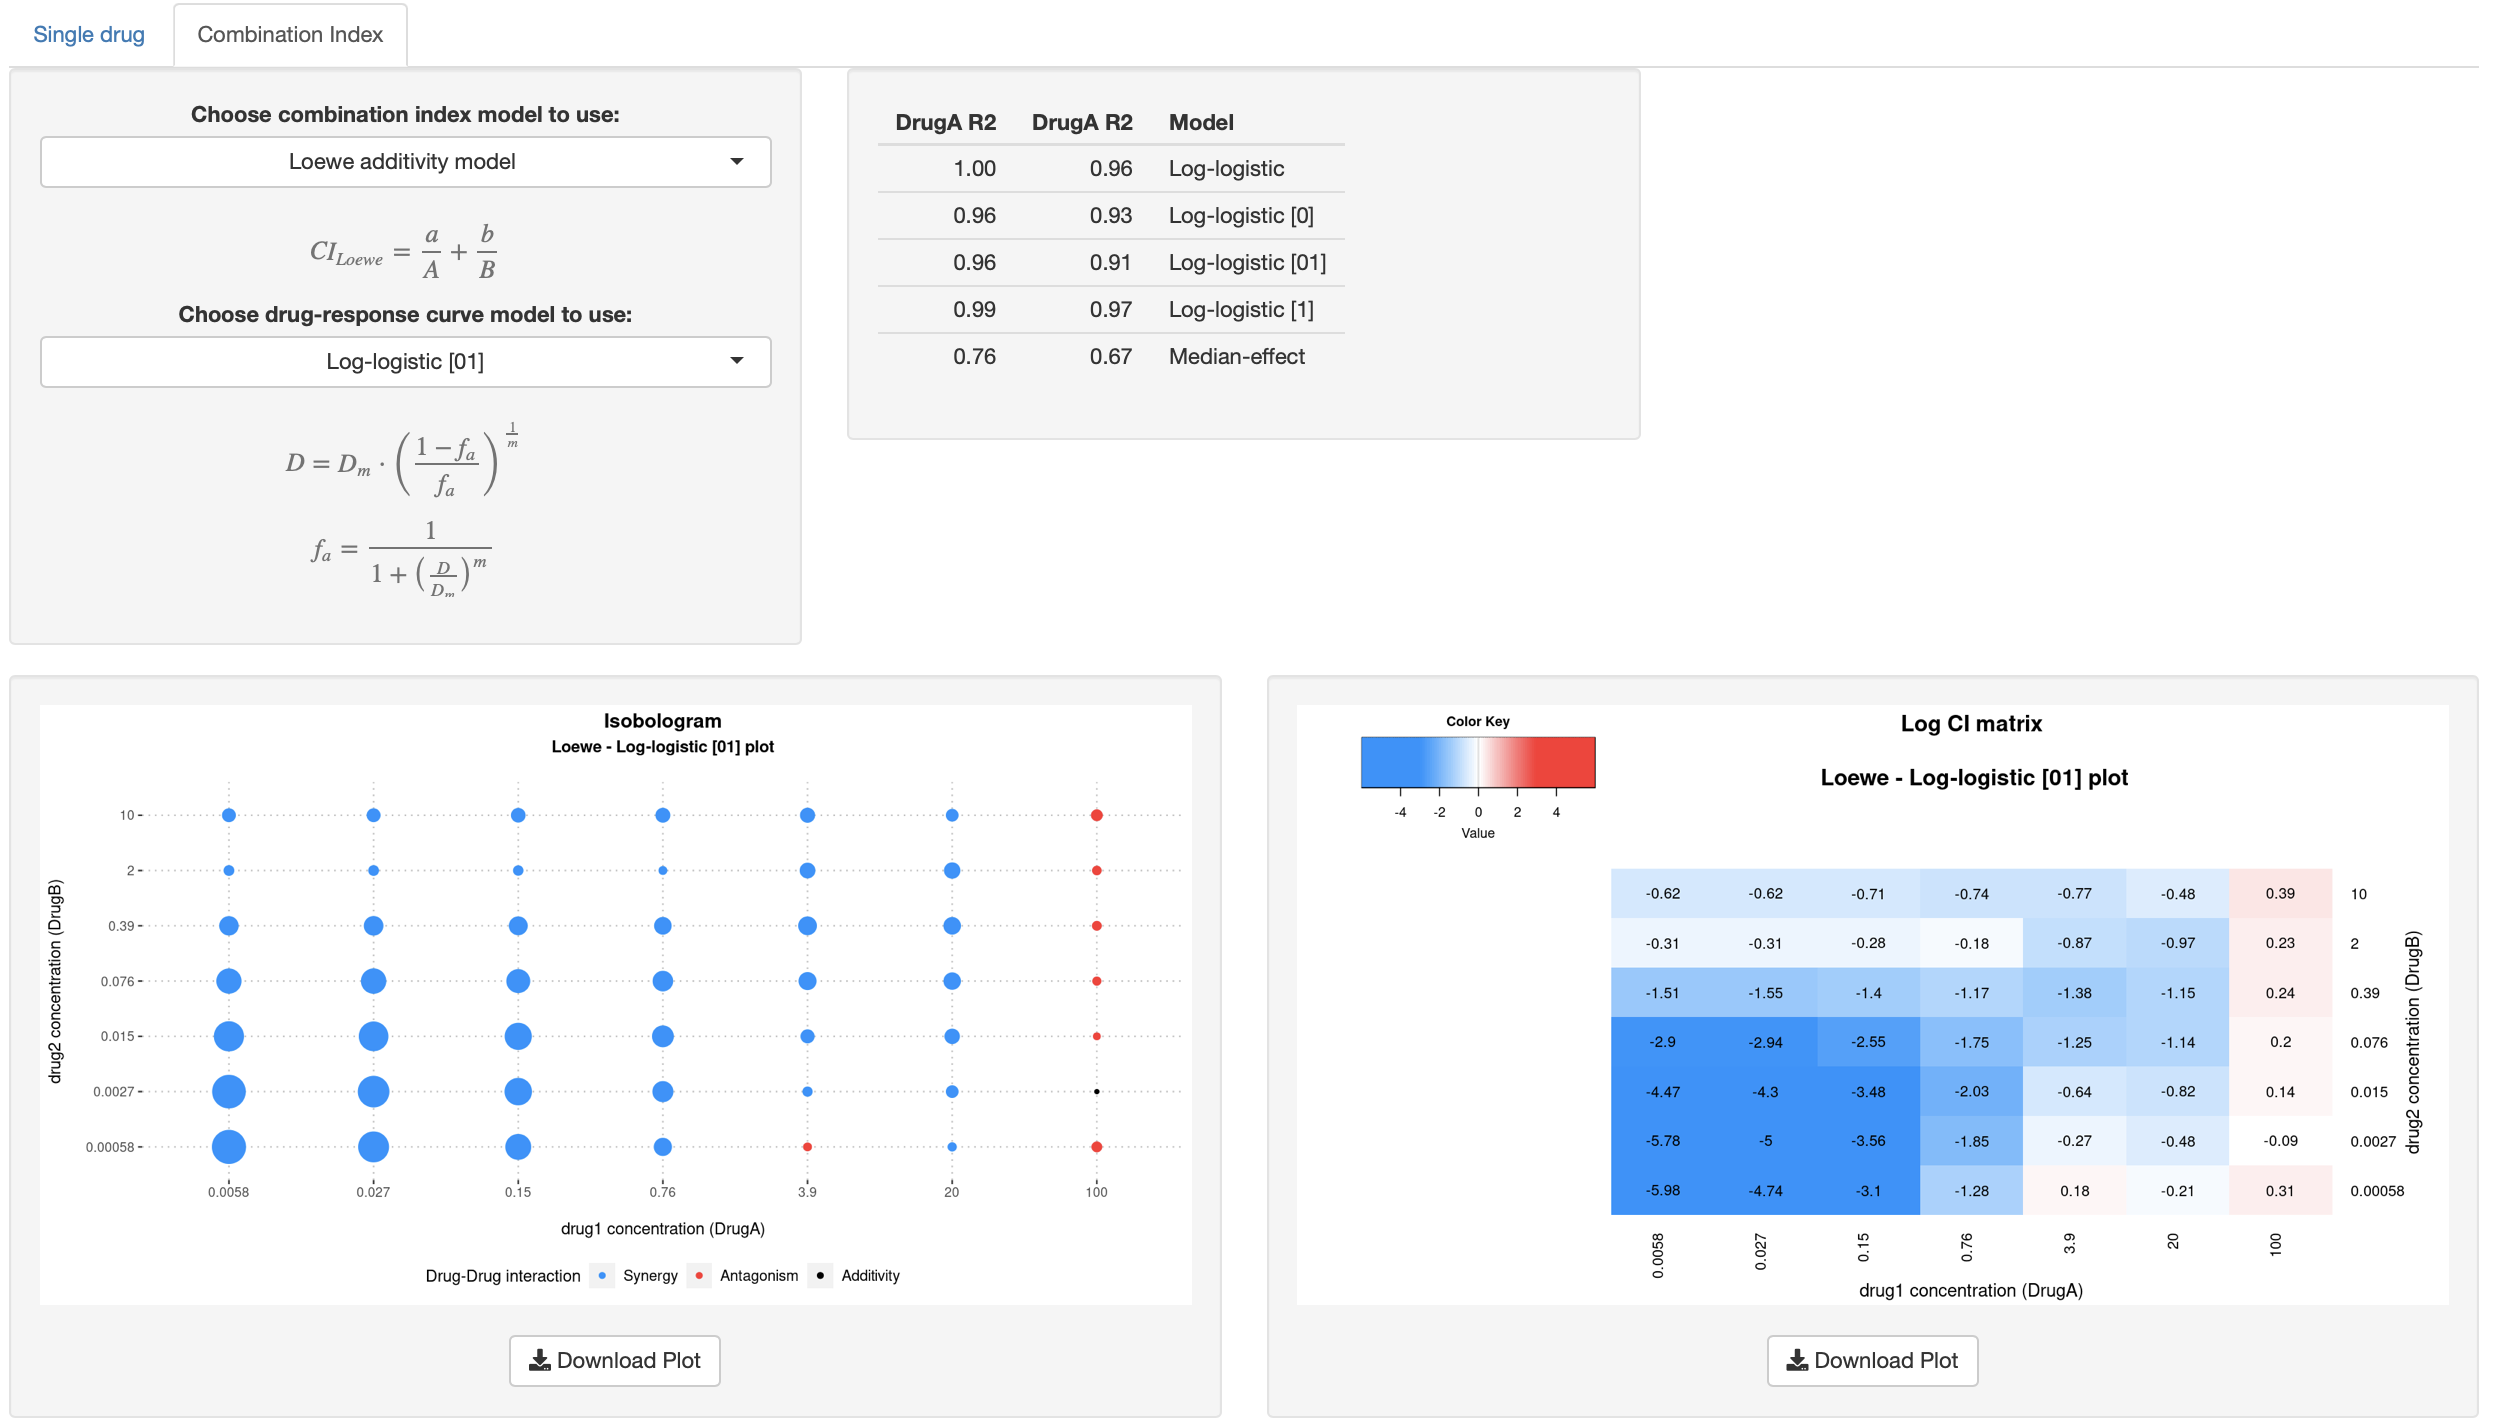 Single drug
Combination Index
Choose combination index model to use:
Loewe additivity model
CI_Loewe = a/A + b/B
Choose drug-response curve model to use:
Log-logistic [01]
D = D_m · ((1 − f_a)/f_a)^(1/m)
f_a = 1/(1 + (D/D_m)^m)
DrugA R2 DrugA R2 Model
1.00 0.96 Log-logistic
0.96 0.93 Log-logistic [0]
0.96 0.91 Log-logistic [01]
0.99 0.97 Log-logistic [1]
0.76 0.67 Median-effect
Isobologram
Loewe - Log-logistic [01] plot
drug2 concentration (DrugB)
10
2
0.39
0.076
0.015
0.0027
0.00058
0.0058 0.027 0.15 0.76 3.9 20 100
drug1 concentration (DrugA)
Drug-Drug interaction Synergy Antagonism Additivity
Download Plot
Color Key
-4 -2 0 2 4
Value
Log CI matrix
Loewe - Log-logistic [01] plot
-0.62 -0.62 -0.71 -0.74 -0.77 -0.48 0.39 10
-0.31 -0.31 -0.28 -0.18 -0.87 -0.97 0.23 2
-1.51 -1.55 -1.4 -1.17 -1.38 -1.15 0.24 0.39
-2.9 -2.94 -2.55 -1.75 -1.25 -1.14 0.2 0.076
-4.47 -4.3 -3.48 -2.03 -0.64 -0.82 0.14 0.015
-5.78 -5 -3.56 -1.85 -0.27 -0.48 -0.09 0.0027
-5.98 -4.74 -3.1 -1.28 0.18 -0.21 0.31 0.00058
drug2 concentration (DrugB)
0.0058 0.027 0.15 0.76 3.9 20 100
drug1 concentration (DrugA)
Download Plot